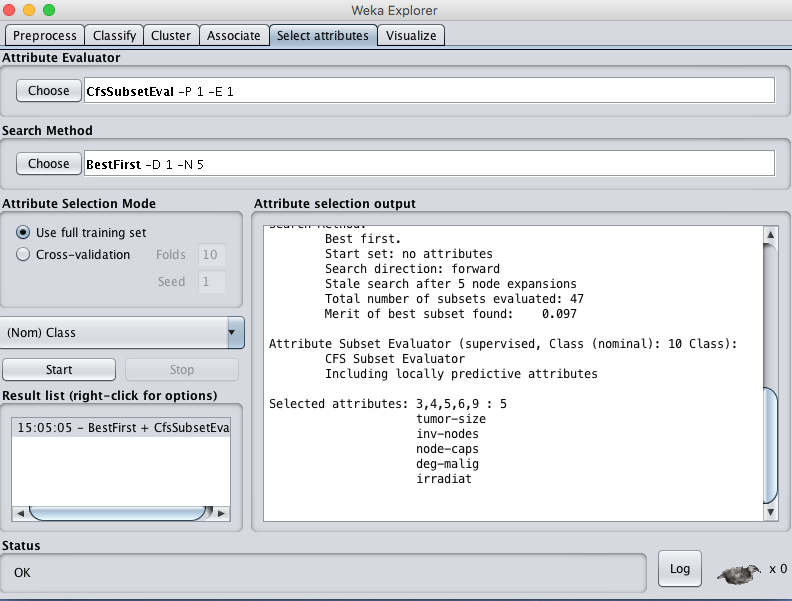 Weka Explorer
Preprocess Classify Cluster Associate Select attributes Visualize
Attribute Evaluator
Choose CfsSubsetEval -P 1 -E 1
Search Method
Choose BestFirst -D 1 -N 5
Attribute Selection Mode
Use full training set
Cross-validation Folds 10
Seed 1
(Nom) Class
Start Stop
Result list (right-click for options)
15:05:05 - BestFirst + CfsSubsetEva
Attribute selection output
Search Method:
Best first.
Start set: no attributes
Search direction: forward
Stale search after 5 node expansions
Total number of subsets evaluated: 47
Merit of best subset found: 0.097
Attribute Subset Evaluator (supervised, Class (nominal): 10 Class):
CFS Subset Evaluator
Including locally predictive attributes
Selected attributes: 3,4,5,6,9 : 5
tumor-size
inv-nodes
node-caps
deg-malig
irradiat
Status
OK
Log x 0